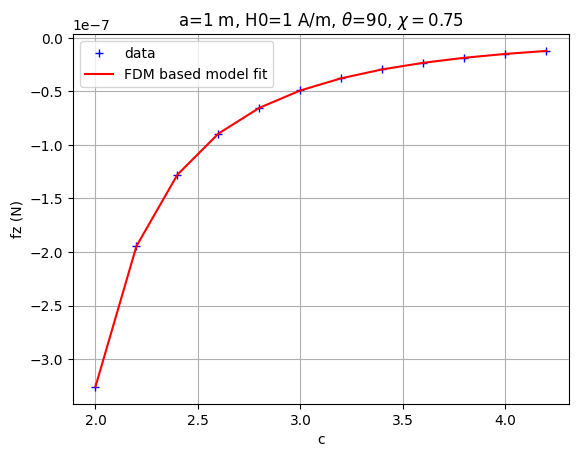 a=1 m, H0=1 A/m, θ=90, χ = 0.75
1e−7
data
FDM based model fit
0.0
−0.5
−1.0
−1.5
−2.0
−2.5
−3.0
fz (N)
2.0 2.5 3.0 3.5 4.0
c